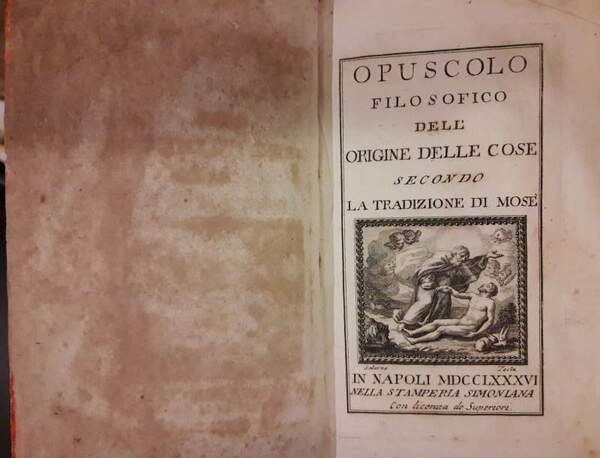 OPUSCOLO
FILOSOFICO
DELL'
ORIGINE DELLE COSE
SECONDO
LA TRADIZIONE DI MOSÈ
IN NAPOLI MDCCLXXXVI
NELLA STAMPERIA SIMONIANA
Con licenza de Superiori.